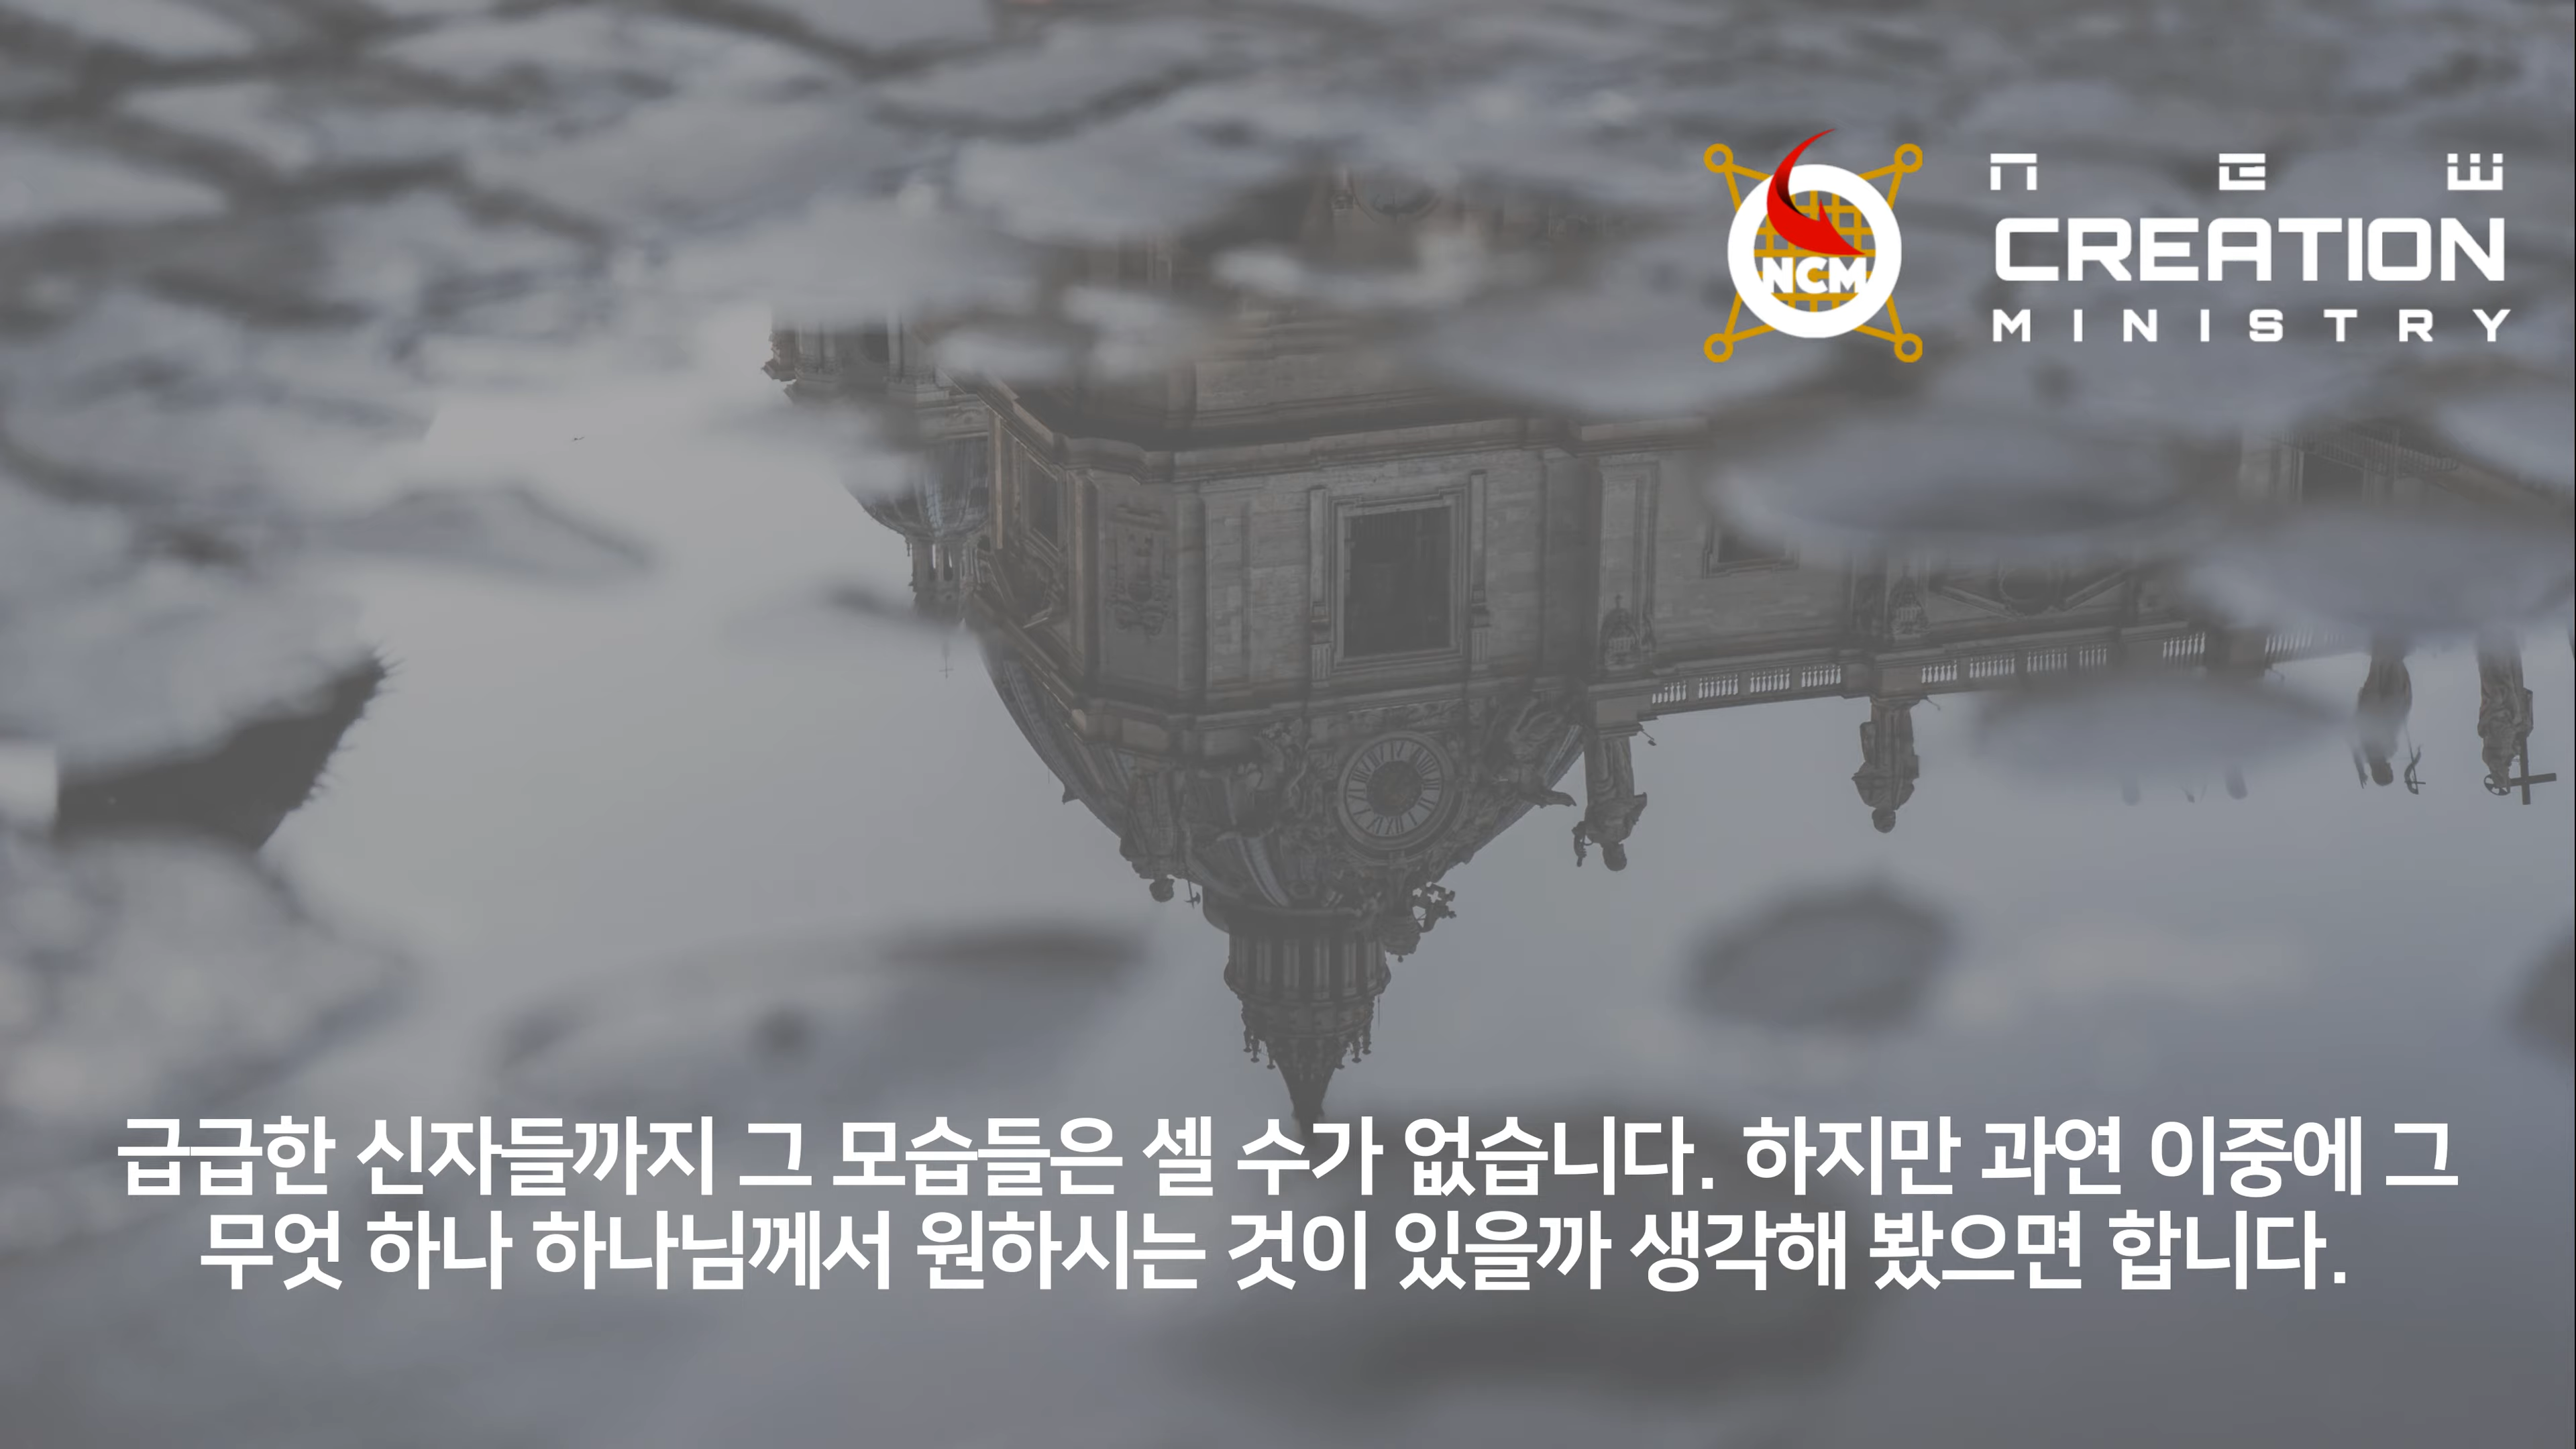 NEW
CREATION
MINISTRY
NCM
급급한 신자들까지 그 모습들은 셀 수가 없습니다. 하지만 과연 이중에 그
무엇 하나 하나님께서 원하시는 것이 있을까 생각해 봤으면 합니다.